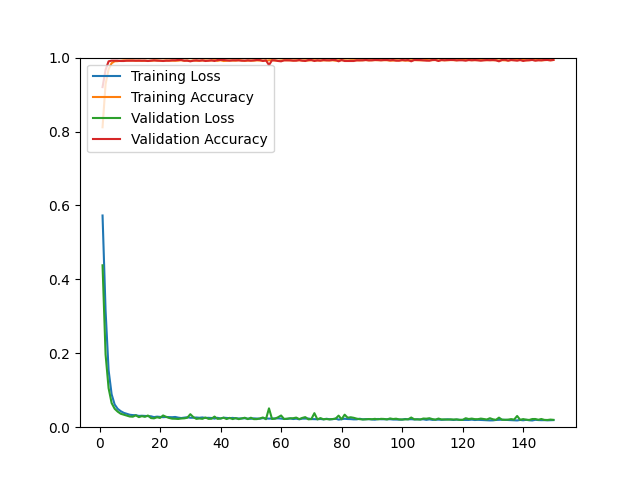 1.0
0.8
0.6
0.4
0.2
0.0
Training Loss
Training Accuracy
Validation Loss
Validation Accuracy
0 20 40 60 80 100 120 140